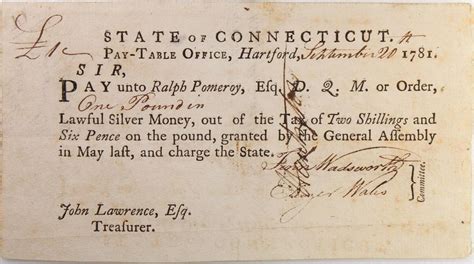 £1
STATE OF CONNECTICUT.
PAY-TABLE OFFICE, Hartford, September 20 1781.
SIR,
PAY unto Ralph Pomeroy, Esq. D. Q. M. or Order,
One Pound
Lawful Silver Money, out of the Tax of Two Shillings and
Six Pence on the pound, granted by the General Assembly
in May last, and charge the State.
Wadsworth
Wales
Committee.
John Lawrence, Esq.
Treasurer.